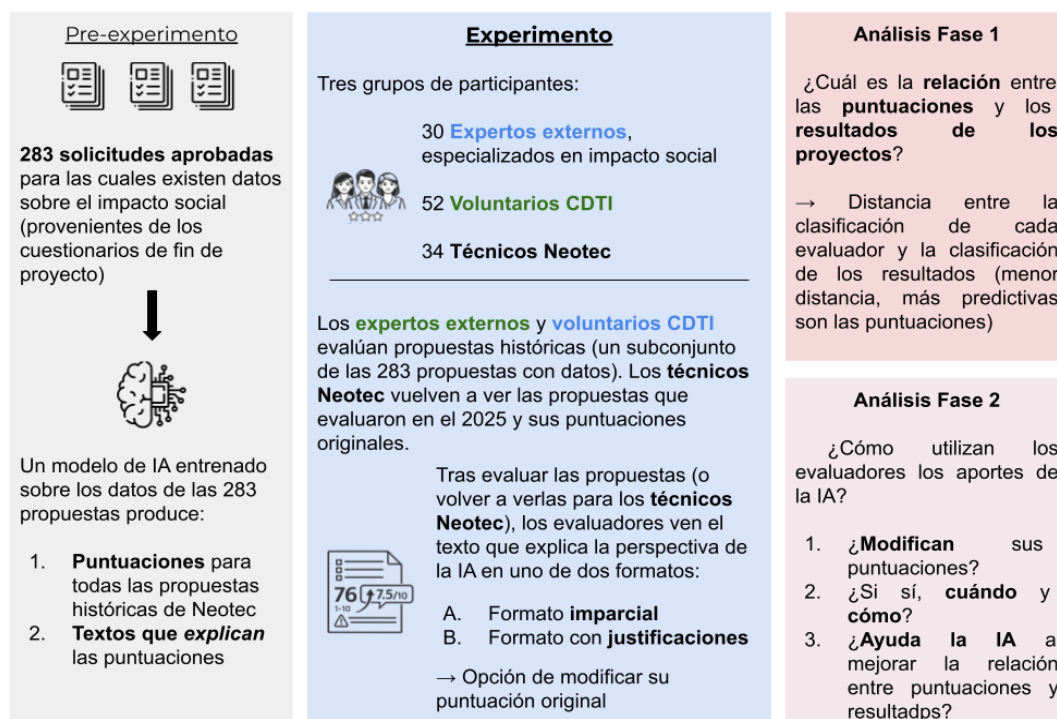 Pre-experimento
283 solicitudes aprobadas
para las cuales existen datos
sobre el impacto social
(provenientes de los
cuestionarios de fin de
proyecto)
Un modelo de IA entrenado
sobre los datos de las 283
propuestas produce:
1. Puntuaciones para
todas las propuestas
históricas de Neotec
2. Textos que explican
las puntuaciones
Experimento
Tres grupos de participantes:
30 Expertos externos,
especializados en impacto social
52 Voluntarios CDTI
34 Técnicos Neotec
Los expertos externos y voluntarios CDTI
evalúan propuestas históricas (un subconjunto
de las 283 propuestas con datos). Los técnicos
Neotec vuelven a ver las propuestas que
evaluaron en el 2025 y sus puntuaciones
originales.
Tras evaluar las propuestas (o
volver a verlas para los técnicos
Neotec), los evaluadores ven el
texto que explica la perspectiva de
la IA en uno de dos formatos:
76 7.5/10
1-10
A. Formato imparcial
B. Formato con justificaciones
→ Opción de modificar su
puntuación original
Análisis Fase 1
¿Cuál es la relación entre
las puntuaciones y los
resultados de los
proyectos?
→ Distancia entre la
clasificación de cada
evaluador y la clasificación
de los resultados (menor
distancia, más predictivas
son las puntuaciones)
Análisis Fase 2
¿Cómo utilizan los
evaluadores los aportes de
la IA?
1. ¿Modifican sus
puntuaciones?
2. ¿Si sí, cuándo y
cómo?
3. ¿Ayuda la IA a
mejorar la relación
entre puntuaciones y
resultadps?